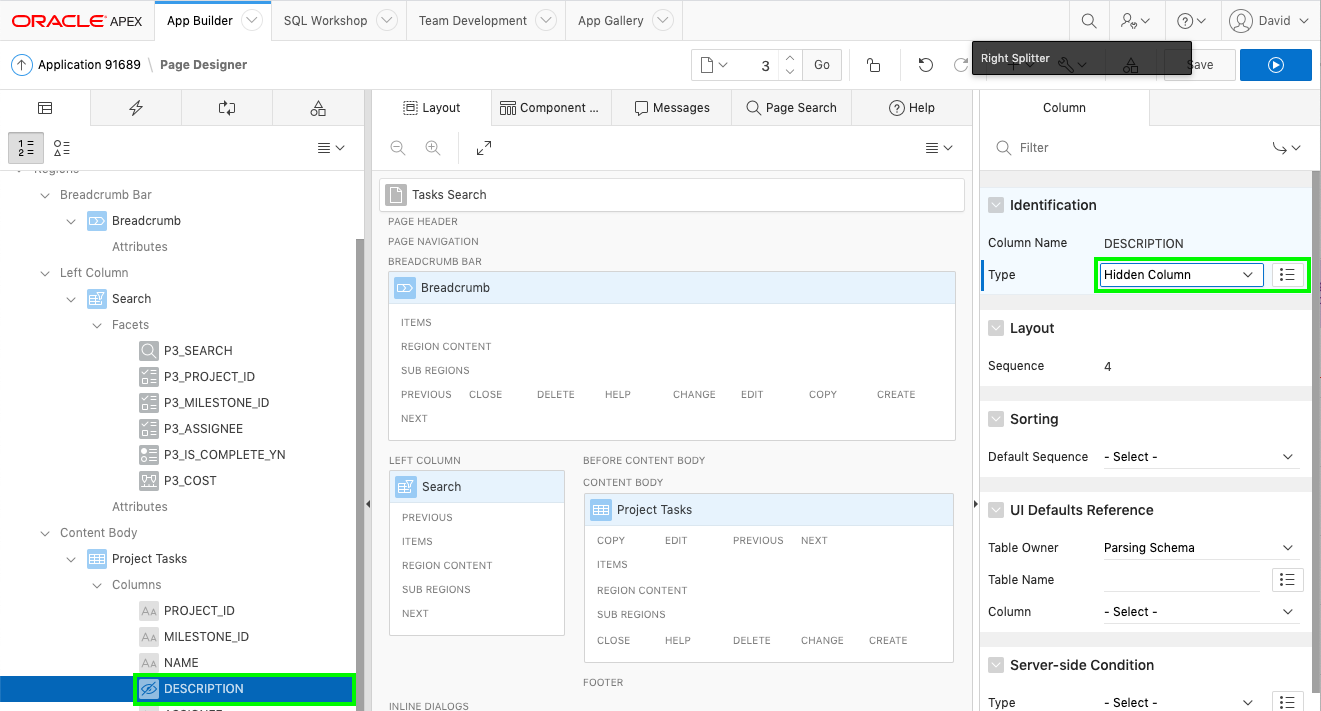 ORACLE APEX App Builder SQL Workshop Team Development App Gallery David
Application 91689 \ Page Designer 3 Go Save
Right Splitter
Layout Component ... Messages Page Search Help Column
Filter
Regions
Breadcrumb Bar
Breadcrumb
Attributes
Left Column
Search
Facets
P3_SEARCH
P3_PROJECT_ID
P3_MILESTONE_ID
P3_ASSIGNEE
P3_IS_COMPLETE_YN
P3_COST
Attributes
Content Body
Project Tasks
Columns
PROJECT_ID
MILESTONE_ID
NAME
DESCRIPTION
ASSIGNEE
Tasks Search
PAGE HEADER
PAGE NAVIGATION
BREADCRUMB BAR
Breadcrumb
ITEMS
REGION CONTENT
SUB REGIONS
PREVIOUS CLOSE DELETE HELP CHANGE EDIT COPY CREATE
NEXT
LEFT COLUMN
Search
PREVIOUS
ITEMS
REGION CONTENT
SUB REGIONS
NEXT
BEFORE CONTENT BODY
CONTENT BODY
Project Tasks
COPY EDIT PREVIOUS NEXT
ITEMS
REGION CONTENT
SUB REGIONS
CLOSE HELP DELETE CHANGE CREATE
FOOTER
INLINE DIALOGS
Identification
Column Name DESCRIPTION
Type Hidden Column
Layout
Sequence 4
Sorting
Default Sequence - Select -
UI Defaults Reference
Table Owner Parsing Schema
Table Name
Column - Select -
Server-side Condition
Type - Select -